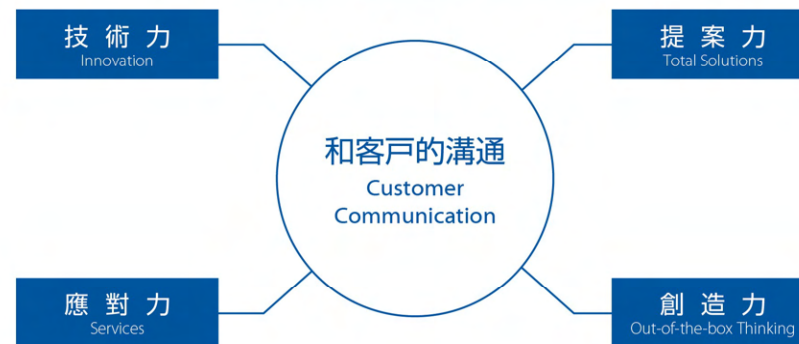 技術力
Innovation
提案力
Total Solutions
和客戸的溝通
Customer
Communication
應對力
Services
創造力
Out-of-the-box Thinking